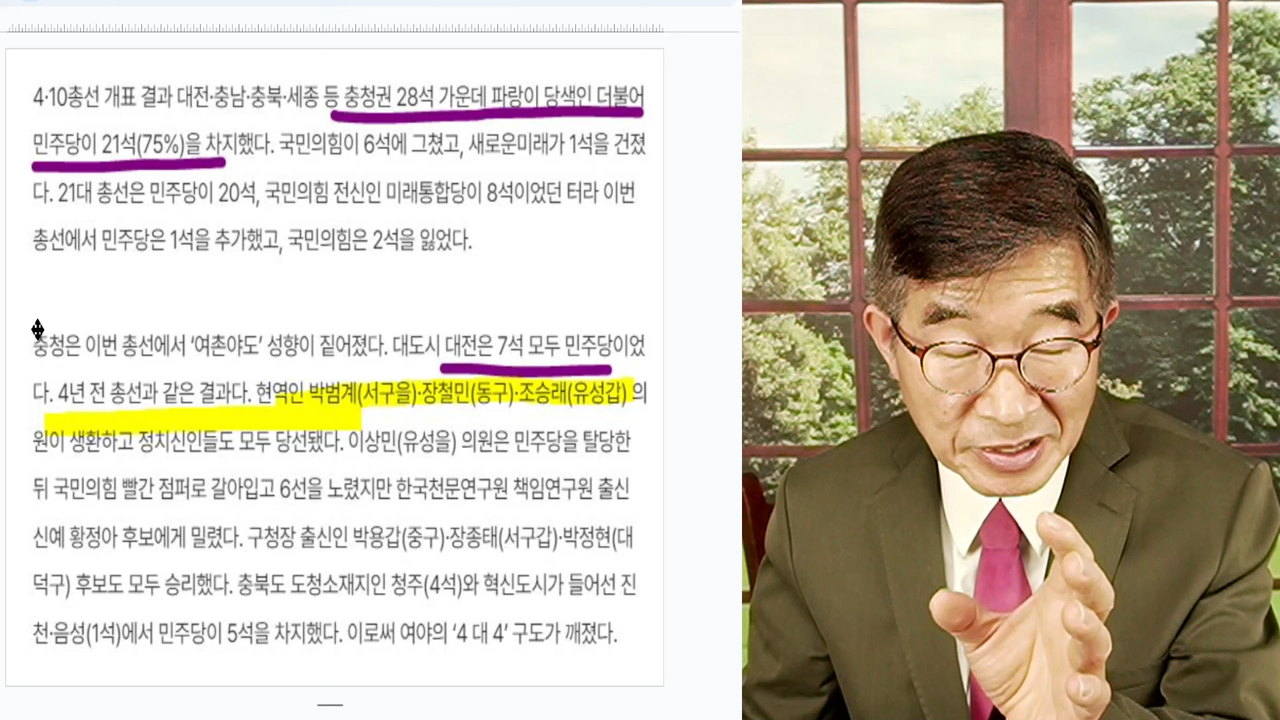 4·10총선 개표 결과 대전·충남·충북·세종 등 충청권 28석 가운데 파랑이 당색인 더불어
민주당이 21석(75%)을 차지했다. 국민의힘이 6석에 그쳤고, 새로운미래가 1석을 건졌
다. 21대 총선은 민주당이 20석, 국민의힘 전신인 미래통합당이 8석이었던 터라 이번
총선에서 민주당은 1석을 추가했고, 국민의힘은 2석을 잃었다.
충청은 이번 총선에서 ‘여촌야도’ 성향이 짙어졌다. 대도시 대전은 7석 모두 민주당이었
다. 4년 전 총선과 같은 결과다. 현역인 박범계(서구을)·장철민(동구)·조승래(유성갑) 의
원이 생환하고 정치신인들도 모두 당선됐다. 이상민(유성을) 의원은 민주당을 탈당한
뒤 국민의힘 빨간 점퍼로 갈아입고 6선을 노렸지만 한국천문연구원 책임연구원 출신
신예 황정아 후보에게 밀렸다. 구청장 출신인 박용갑(중구)·장종태(서구갑)·박정현(대
덕구) 후보도 모두 승리했다. 충북도 도청소재지인 청주(4석)와 혁신도시가 들어선 진
천·음성(1석)에서 민주당이 5석을 차지했다. 이로써 여야의 ‘4 대 4’ 구도가 깨졌다.